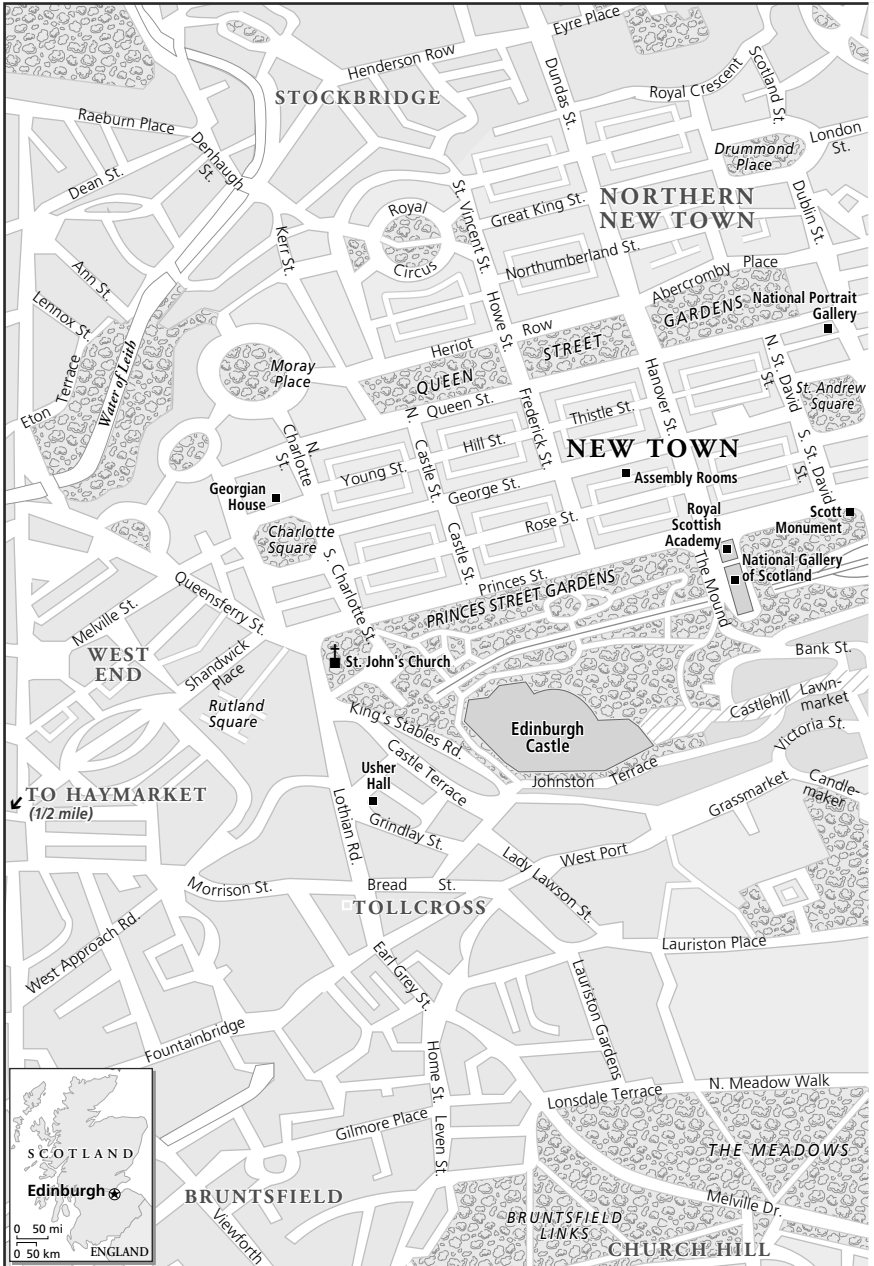 Eyre Place
Henderson Row
STOCKBRIDGE
Dundas St.
Royal Crescent
Scotland St.
Raeburn Place
Denhaugh
St.
Dean St.
Drummond
Place
London
St.
Royal
Circus
St. Vincent St.
Great King St.
NORTHERN
NEW TOWN
Dublin St.
Kerr St.
Northumberland St.
Ann St.
Lennox St.
Abercromby Place
GARDENS
National Portrait
Gallery
Howe St.
Heriot Row
QUEEN STREET
Eton Terrace
Water of Leith
Moray
Place
Queen St.
Hanover St.
N. St. David
St.
St. Andrew
Square
N.
Charlotte
St.
N.
Castle St.
Frederick St.
Thistle St.
Hill St.
NEW TOWN
Young St.
Georgian
House
George St.
Assembly Rooms
S. St. David
St.
Charlotte
Square
Castle St.
Rose St.
Royal
Scottish
Academy
Scott
Monument
S. Charlotte St.
Princes St.
PRINCES STREET GARDENS
The Mound
National Gallery
of Scotland
Queensferry St.
Melville St.
WEST
END
Shandwick
Place
St. John's Church
Bank St.
Rutland
Square
King's Stables Rd.
Edinburgh
Castle
Castlehill
Lawn-
market
Victoria St.
Castle Terrace
Usher
Hall
Johnston Terrace
TO HAYMARKET
(1/2 mile)
Grassmarket
Candle-
maker
Lothian Rd.
Grindlay St.
Lady Lawson St.
West Port
Morrison St.
Bread St.
TOLLCROSS
West Approach Rd.
Earl Grey St.
Lauriston Place
Lauriston Gardens
Fountainbridge
Home St.
Lonsdale Terrace
N. Meadow Walk
Gilmore Place
Leven St.
THE MEADOWS
SCOTLAND
Edinburgh
BRUNTSFIELD
Viewforth
Melville Dr.
BRUNTSFIELD
LINKS
CHURCH HILL
0 50 mi
0 50 km
ENGLAND